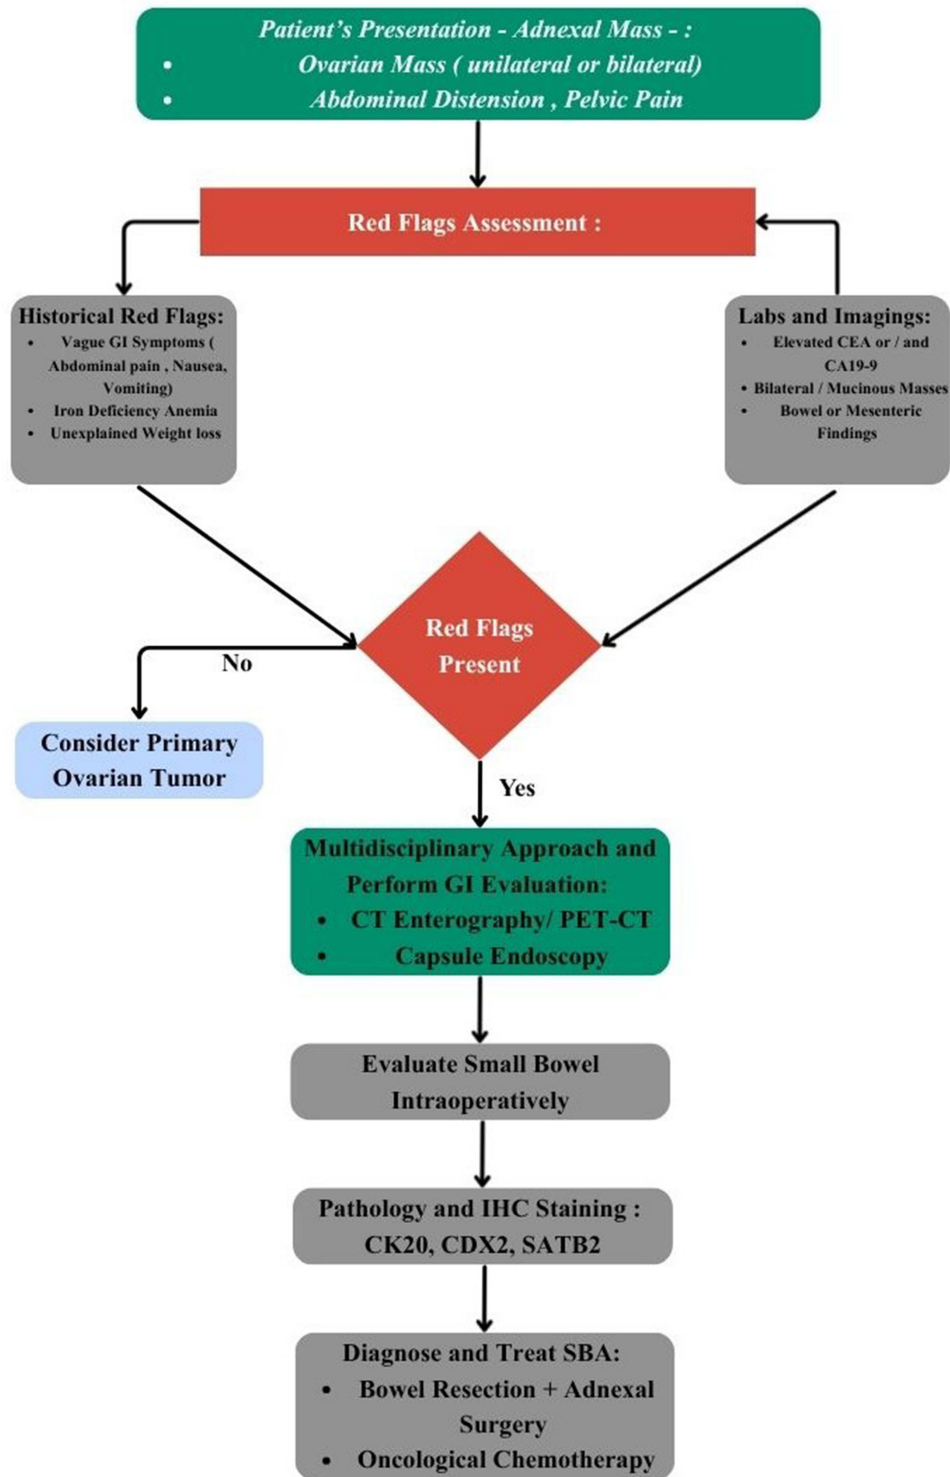 Patient’s Presentation - Adnexal Mass - :
• Ovarian Mass ( unilateral or bilateral)
• Abdominal Distension , Pelvic Pain
Red Flags Assessment :
Historical Red Flags:
• Vague GI Symptoms (
Abdominal pain , Nausea,
Vomiting)
• Iron Deficiency Anemia
• Unexplained Weight loss
Labs and Imagings:
• Elevated CEA or / and
CA19-9
• Bilateral / Mucinous Masses
• Bowel or Mesenteric
Findings
Red Flags
Present
No
Consider Primary
Ovarian Tumor
Yes
Multidisciplinary Approach and
Perform GI Evaluation:
• CT Enterography/ PET-CT
• Capsule Endoscopy
Evaluate Small Bowel
Intraoperatively
Pathology and IHC Staining :
CK20, CDX2, SATB2
Diagnose and Treat SBA:
• Bowel Resection + Adnexal
Surgery
• Oncological Chemotherapy